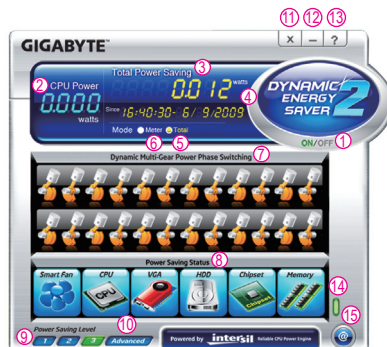 ⑪ ⑫ ⑬
X – ?
GIGABYTE™
Total Power Saving ③
② CPU Power
0.012 watts ④
0.000
watts
Since 16:40:30- 6/ 9/2009
Mode Meter Total
⑥ ⑤
DYNAMIC
ENERGY
SAVER 2
ON/OFF ①
Dynamic Multi-Gear Power Phase Switching ⑦
Power Saving Status ⑧
Smart Fan CPU VGA HDD Chipset Memory
CPU
Chipset
⑭
⑮
⑨ Power Saving Level ⑩
1 2 3 Advanced
Powered by intersil Reliable CPU Power Engine
@